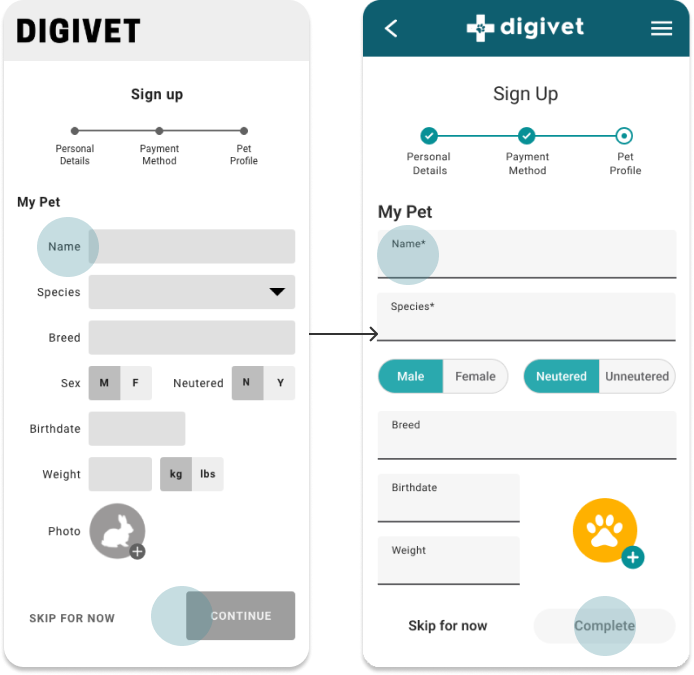 DIGIVET
Sign up
Personal
Details
Payment
Method
Pet
Profile
My Pet
Name
Species
Breed
Sex M F Neutered N Y
Birthdate
Weight kg lbs
Photo
SKIP FOR NOW CONTINUE
digivet
Sign Up
Personal
Details
Payment
Method
Pet
Profile
My Pet
Name*
Species*
Male Female Neutered Unneutered
Breed
Birthdate
Weight
Skip for now Complete